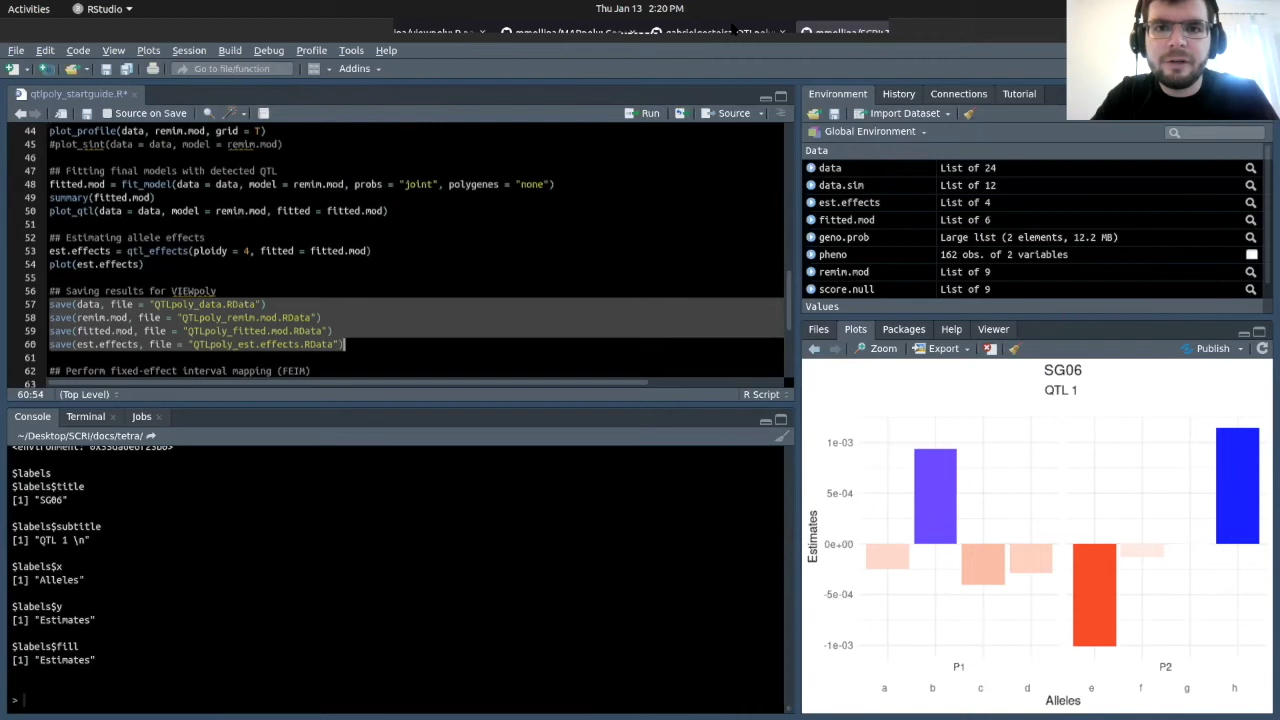 Activities RStudio Thu Jan 13 2:20 PM
File Edit Code View Plots Session Build Debug Profile Tools Help
Go to file/function Addins
qtlpoly_startguide.R*
Source on Save Run Source
44 plot_profile(data, remim.mod, grid = T)
45 #plot_sint(data = data, model = remim.mod)
46
47 ## Fitting final models with detected QTL
48 fitted.mod = fit_model(data = data, model = remim.mod, probs = "joint", polygenes = "none")
49 summary(fitted.mod)
50 plot_qtl(data = data, model = remim.mod, fitted = fitted.mod)
51
52 ## Estimating allele effects
53 est.effects = qtl_effects(ploidy = 4, fitted = fitted.mod)
54 plot(est.effects)
55
56 ## Saving results for VIEWpoly
57 save(data, file = "QTLpoly_data.RData")
58 save(remim.mod, file = "QTLpoly_remim.mod.RData")
59 save(fitted.mod, file = "QTLpoly_fitted.mod.RData")
60 save(est.effects, file = "QTLpoly_est.effects.RData")
61
62 ## Perform fixed-effect interval mapping (FEIM)
63
60:54 (Top Level) R Script
Console Terminal Jobs
~/Desktop/SCRI/docs/tetra/
$labels
$labels$title
[1] "SG06"
$labels$subtitle
[1] "QTL 1 \n"
$labels$x
[1] "Alleles"
$labels$y
[1] "Estimates"
$labels$fill
[1] "Estimates"
>
Environment History Connections Tutorial
Import Dataset
Global Environment
Data
data List of 24
data.sim List of 12
est.effects List of 4
fitted.mod List of 6
geno.prob Large list (2 elements, 12.2 MB)
pheno 162 obs. of 2 variables
remim.mod List of 9
score.null List of 9
Values
Files Plots Packages Help Viewer
Zoom Export Publish
SG06
QTL 1
1e-03
5e-04
0e+00
-5e-04
-1e-03
Estimates
P1 P2
a b c d e f g h
Alleles